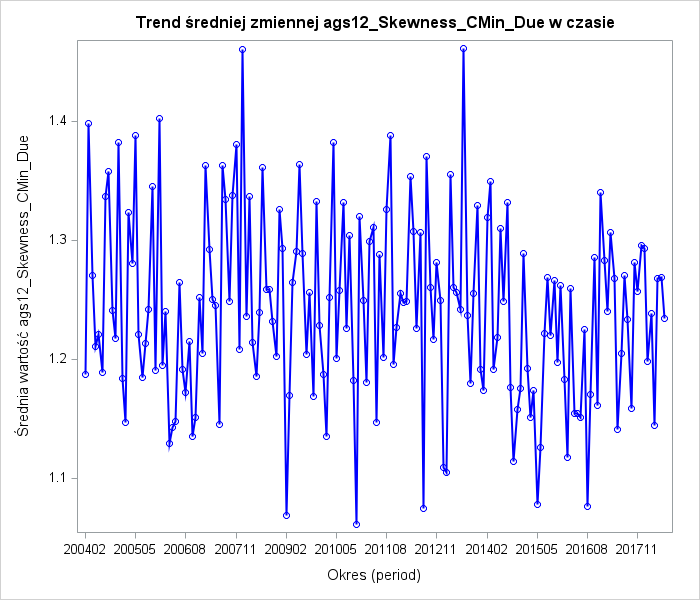 Trend średniej zmiennej ags12_Skewness_CMin_Due w czasie
Średnia wartość ags12_Skewness_CMin_Due
1.4
1.3
1.2
1.1
200402 200505 200608 200711 200902 201005 201108 201211 201402 201505 201608 201711
Okres (period)